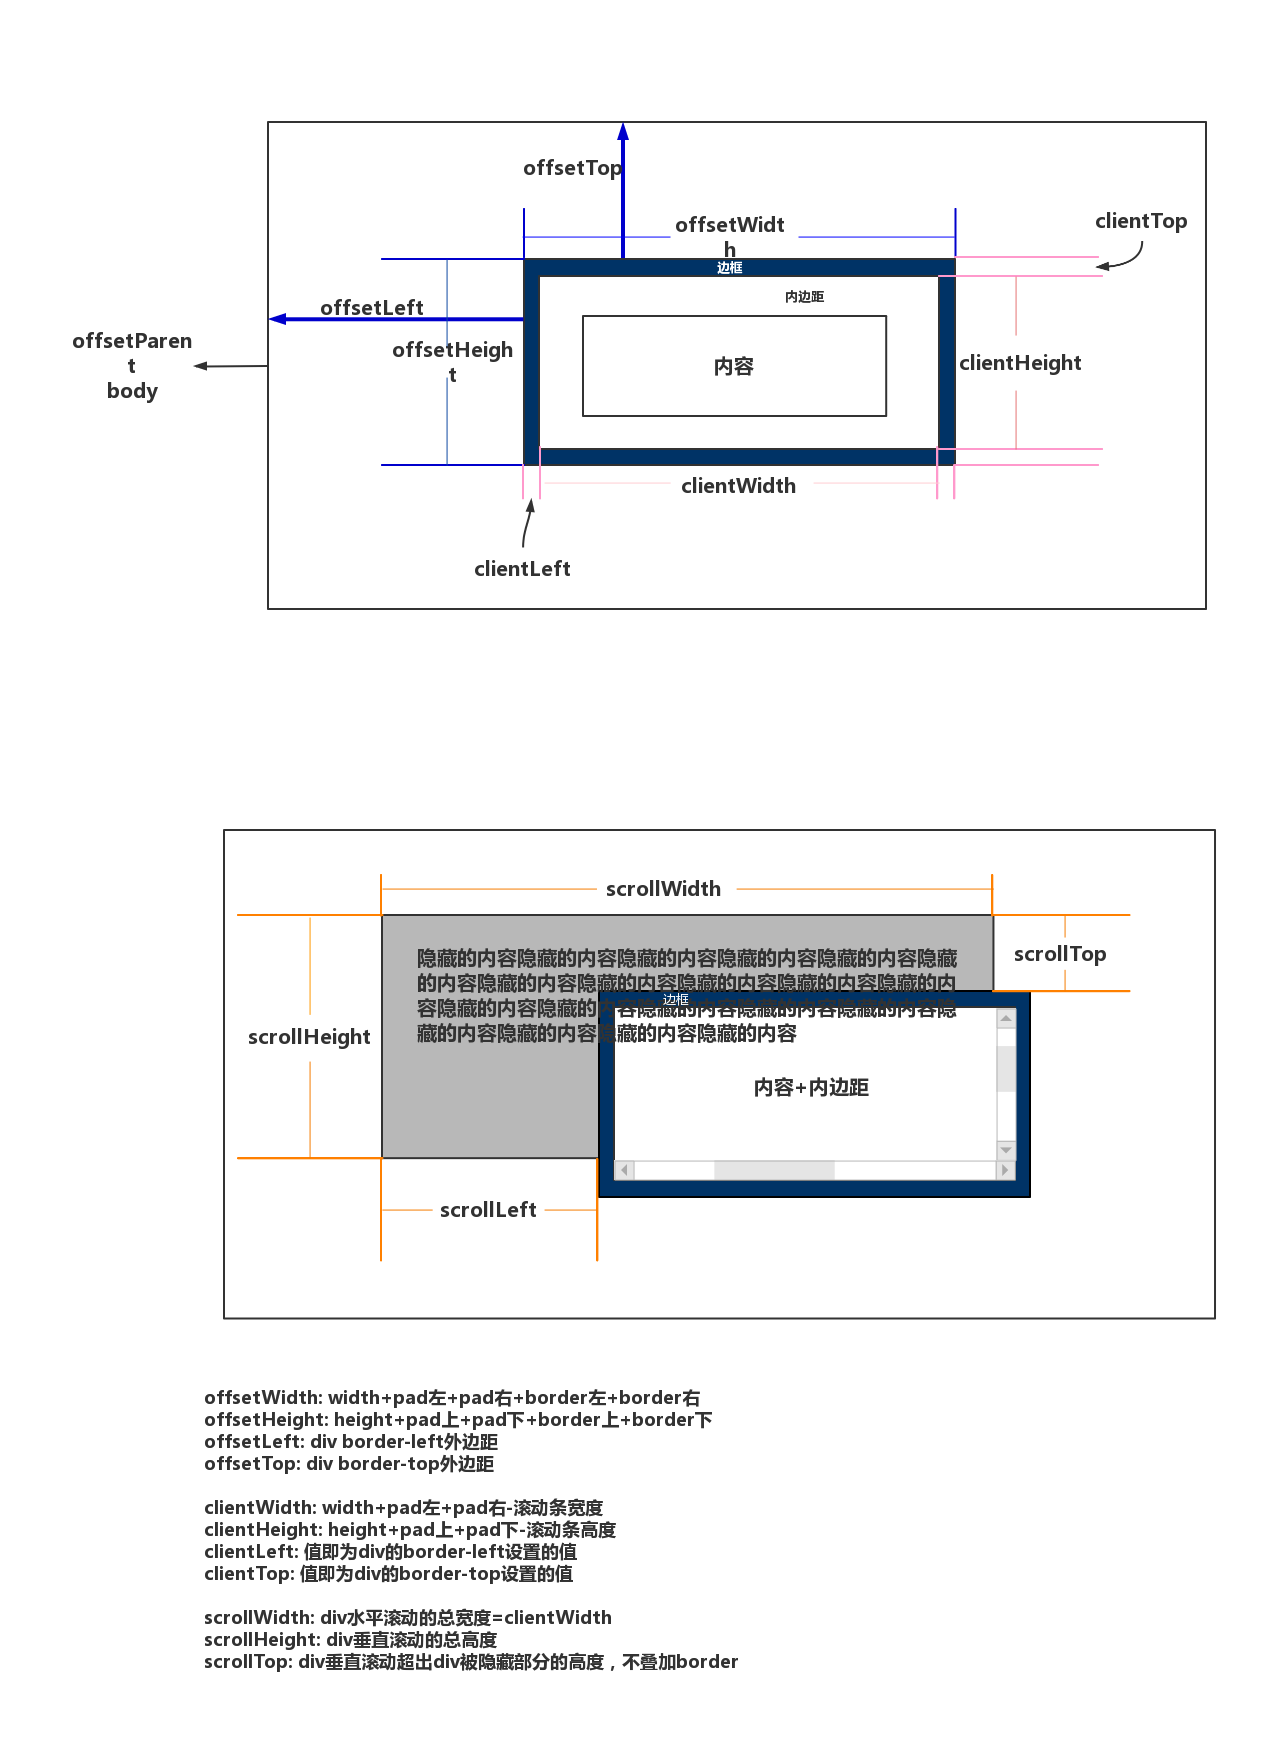 offsetTop
offsetWidt
h
clientTop
边框
内边距
offsetLeft
offsetParen
t
body
offsetHeigh
t
内容
clientHeight
clientWidth
clientLeft
scrollWidth
scrollTop
隐藏的内容隐藏的内容隐藏的内容隐藏的内容隐藏的内容隐藏
的内容隐藏的内容隐藏的内容隐藏的内容隐藏的内容隐藏的内
容隐藏的内容隐藏的内容隐藏的内容隐藏的内容隐藏的内容隐
藏的内容隐藏的内容隐藏的内容隐藏的内容
边框
scrollHeight
内容+内边距
scrollLeft
offsetWidth: width+pad左+pad右+border左+border右
offsetHeight: height+pad上+pad下+border上+border下
offsetLeft: div border-left外边距
offsetTop: div border-top外边距
clientWidth: width+pad左+pad右-滚动条宽度
clientHeight: height+pad上+pad下-滚动条高度
clientLeft: 值即为div的border-left设置的值
clientTop: 值即为div的border-top设置的值
scrollWidth: div水平滚动的总宽度=clientWidth
scrollHeight: div垂直滚动的总高度
scrollTop: div垂直滚动超出div被隐藏部分的高度，不叠加border